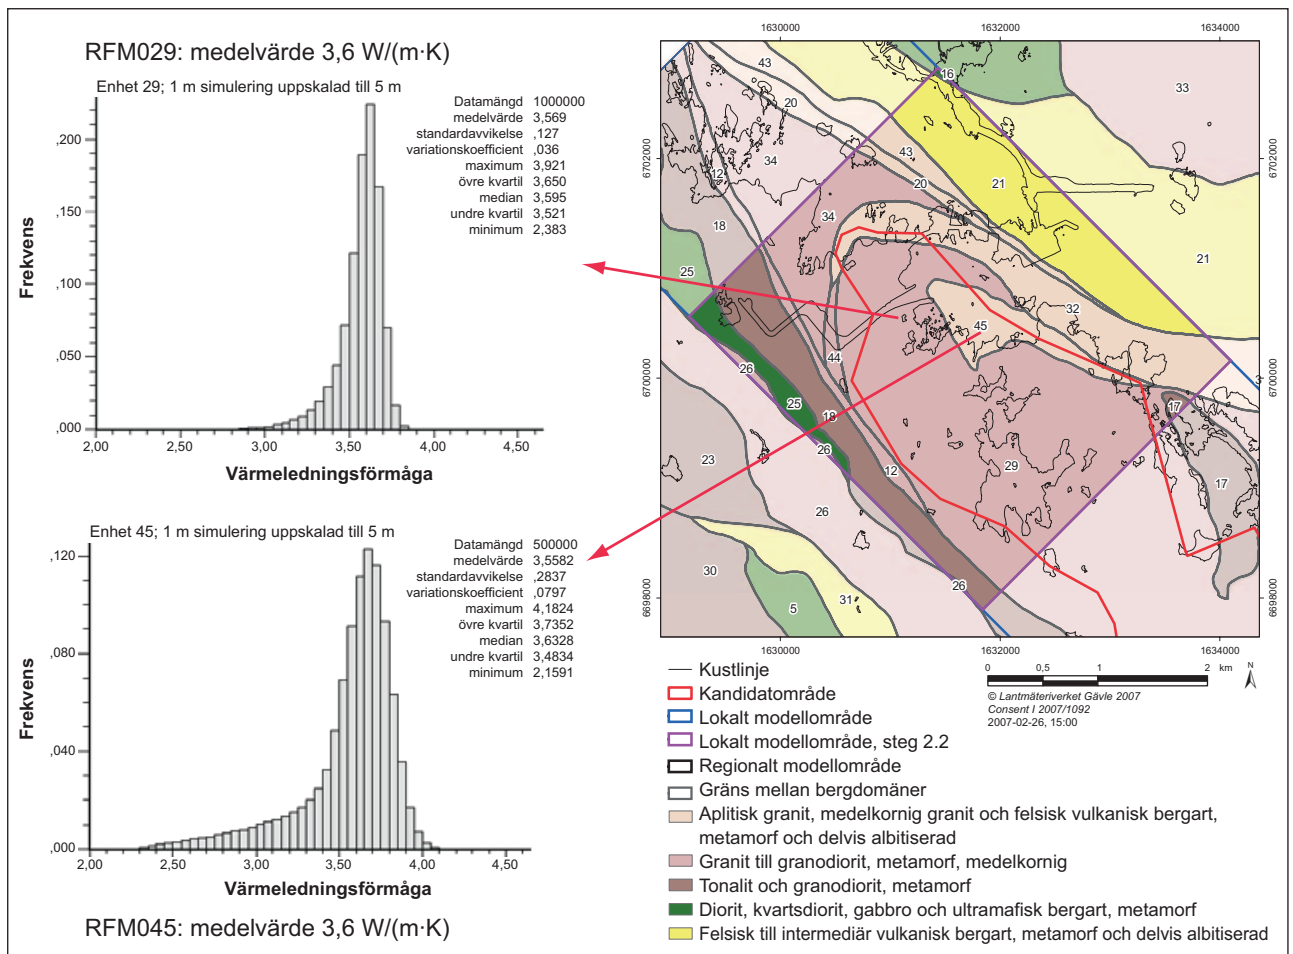 RFM029: medelvärde 3,6 W/(m·K)
Enhet 29; 1 m simulering uppskalad till 5 m
Datamängd 1000000
medelvärde 3,569
standardavvikelse ,127
variationskoefficient ,036
maximum 3,921
övre kvartil 3,650
median 3,595
undre kvartil 3,521
minimum 2,383
Frekvens
,200
,150
,100
,050
,000
2,00 2,50 3,00 3,50 4,00 4,50
Värmeledningsförmåga
Enhet 45; 1 m simulering uppskalad till 5 m
Datamängd 500000
medelvärde 3,5582
standardavvikelse ,2837
variationskoefficient ,0797
maximum 4,1824
övre kvartil 3,7352
median 3,6328
undre kvartil 3,4834
minimum 2,1591
Frekvens
,120
,080
,040
,000
2,00 2,50 3,00 3,50 4,00 4,50
Värmeledningsförmåga
RFM045: medelvärde 3,6 W/(m·K)
1630000 1632000 1634000
6702000
6700000
6698000
6702000
6700000
6698000
1630000 1632000 1634000
43
16
33
20
34
43
12
20
21
34
18
25
21
32
45
44
26
3
25
18
17
26
12
29
23
17
26
30
26
31
5
Kustlinje
Kandidatområde
Lokalt modellområde
Lokalt modellområde, steg 2.2
Regionalt modellområde
Gräns mellan bergdomäner
Aplitisk granit, medelkornig granit och felsisk vulkanisk bergart,
metamorf och delvis albitiserad
Granit till granodiorit, metamorf, medelkornig
Tonalit och granodiorit, metamorf
Diorit, kvartsdiorit, gabbro och ultramafisk bergart, metamorf
Felsisk till intermediär vulkanisk bergart, metamorf och delvis albitiserad
0 0,5 1 2 km
N
© Lantmäteriverket Gävle 2007
Consent I 2007/1092
2007-02-26, 15:00